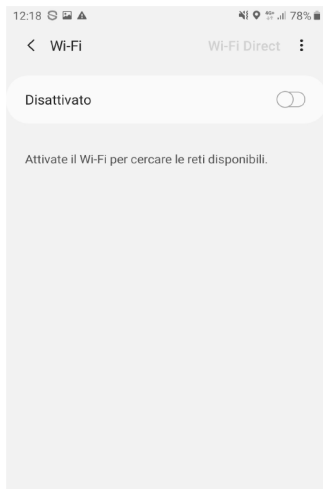 12:18 78%
Wi-Fi Wi-Fi Direct
Disattivato
Attivate il Wi-Fi per cercare le reti disponibili.